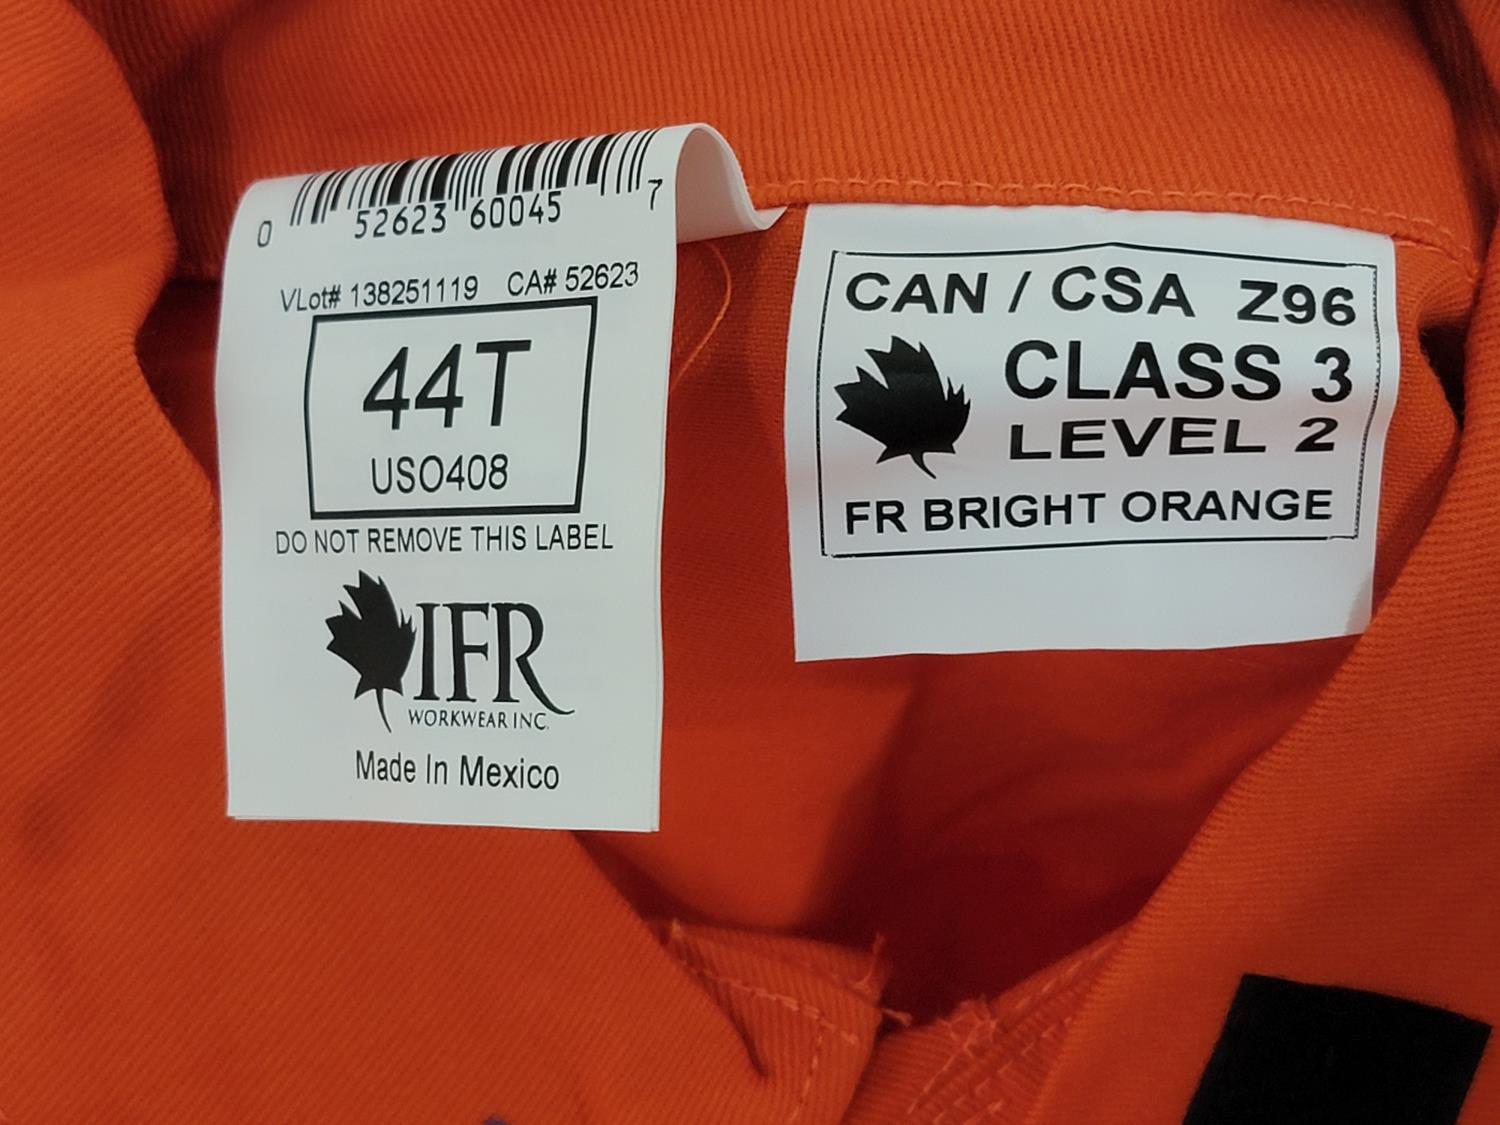 0 52623 60045 7
VLot# 138251119 CA# 52623
44T
USO408
DO NOT REMOVE THIS LABEL
IFR
WORKWEAR INC.
Made In Mexico
CAN / CSA Z96
CLASS 3
LEVEL 2
FR BRIGHT ORANGE